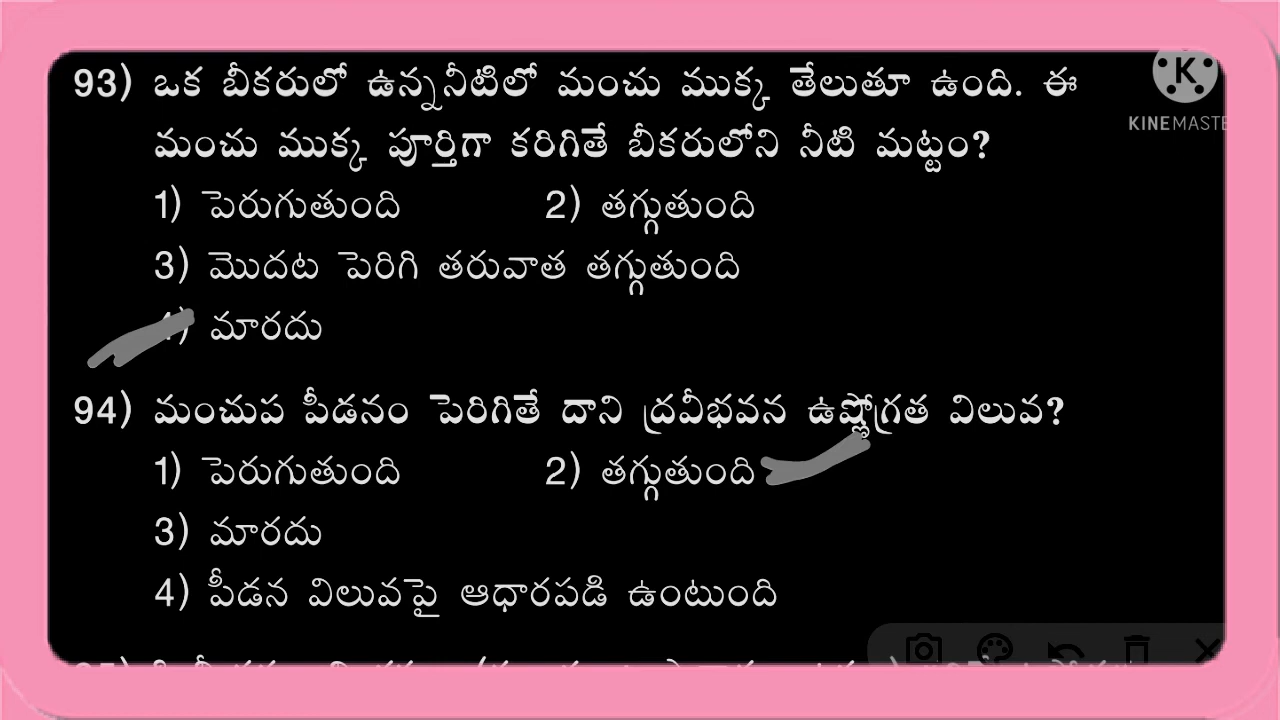 93) ఒక బీకరులో ఉన్ననీటిలో మంచు ముక్క తేలుతూ ఉంది. ఈ
K
KINEMASTE
మంచు ముక్క పూర్తిగా కరిగితే బీకరులోని నీటి మట్టం?
1) పెరుగుతుంది 2) తగ్గుతుంది
3) మొదట పెరిగి తరువాత తగ్గుతుంది
4) మారదు
94) మంచుప పీడనం పెరిగితే దాని ద్రవీభవన ఉష్ణోగ్రత విలువ?
1) పెరుగుతుంది 2) తగ్గుతుంది
3) మారదు
4) పీడన విలువపై ఆధారపడి ఉంటుంది